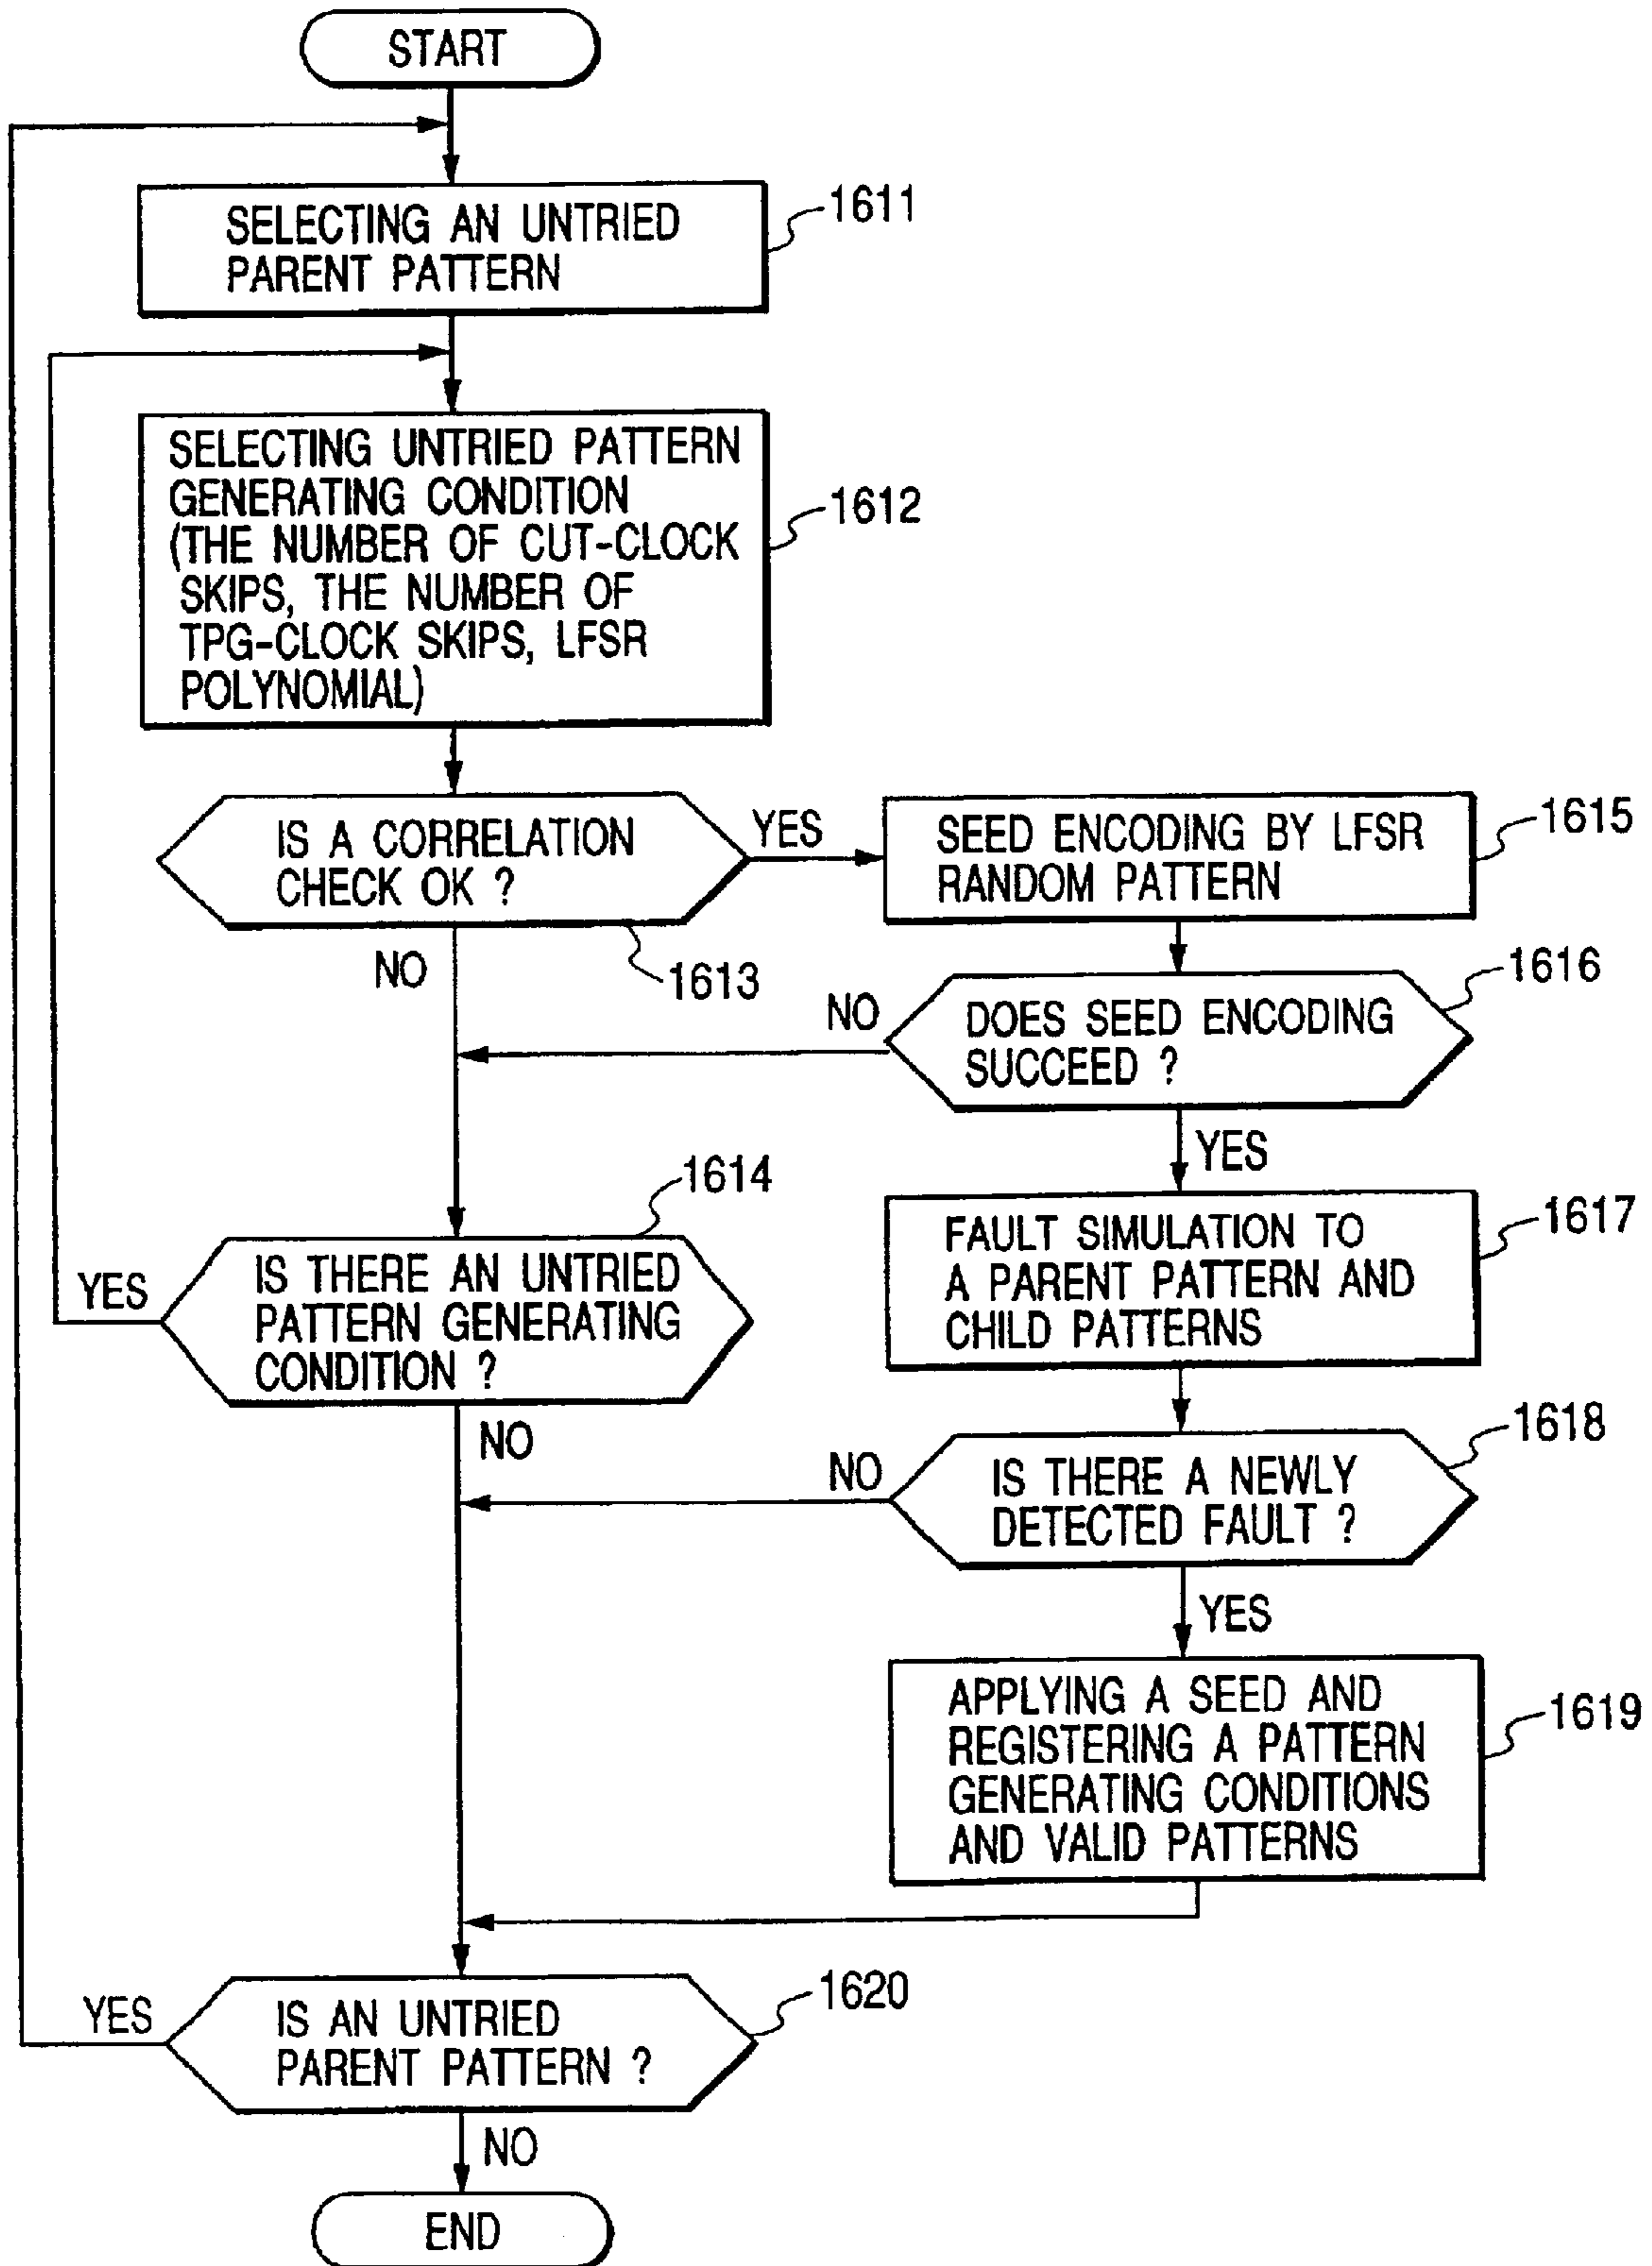 START
SELECTING AN UNTRIED
PARENT PATTERN
1611
SELECTING UNTRIED PATTERN
GENERATING CONDITION
(THE NUMBER OF CUT-CLOCK
SKIPS, THE NUMBER OF
TPG-CLOCK SKIPS, LFSR
POLYNOMIAL)
1612
IS A CORRELATION
CHECK OK ?
YES
NO
1613
SEED ENCODING BY LFSR
RANDOM PATTERN
1615
DOES SEED ENCODING
SUCCEED ?
1616
NO
YES
1614
IS THERE AN UNTRIED
PATTERN GENERATING
CONDITION ?
YES
NO
FAULT SIMULATION TO
A PARENT PATTERN AND
CHILD PATTERNS
1617
IS THERE A NEWLY
DETECTED FAULT ?
1618
NO
YES
APPLYING A SEED AND
REGISTERING A PATTERN
GENERATING CONDITIONS
AND VALID PATTERNS
1619
IS AN UNTRIED
PARENT PATTERN ?
1620
YES
NO
END